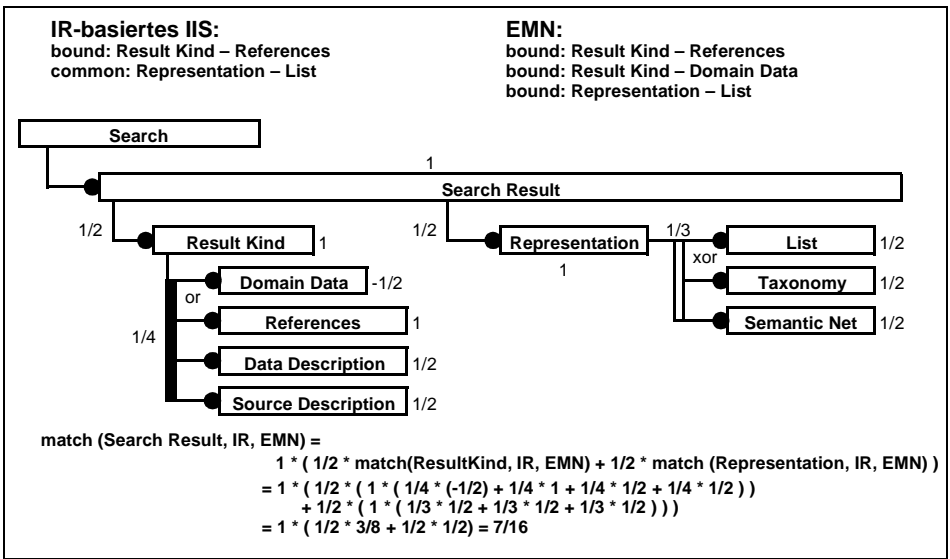 IR-basiertes IIS:
bound: Result Kind – References
common: Representation – List
EMN:
bound: Result Kind – References
bound: Result Kind – Domain Data
bound: Representation – List
Search
1
Search Result
1/2
Result Kind
1
1/2
Representation
1
1/3
xor
List
1/2
Taxonomy
1/2
Semantic Net
1/2
or
1/4
Domain Data
-1/2
References
1
Data Description
1/2
Source Description
1/2
match (Search Result, IR, EMN) =
1 * ( 1/2 * match(ResultKind, IR, EMN) + 1/2 * match (Representation, IR, EMN) )
= 1 * ( 1/2 * ( 1 * ( 1/4 * (-1/2) + 1/4 * 1 + 1/4 * 1/2 + 1/4 * 1/2 ) )
+ 1/2 * ( 1 * ( 1/3 * 1/2 + 1/3 * 1/2 + 1/3 * 1/2 ) ) )
= 1 * ( 1/2 * 3/8 + 1/2 * 1/2) = 7/16